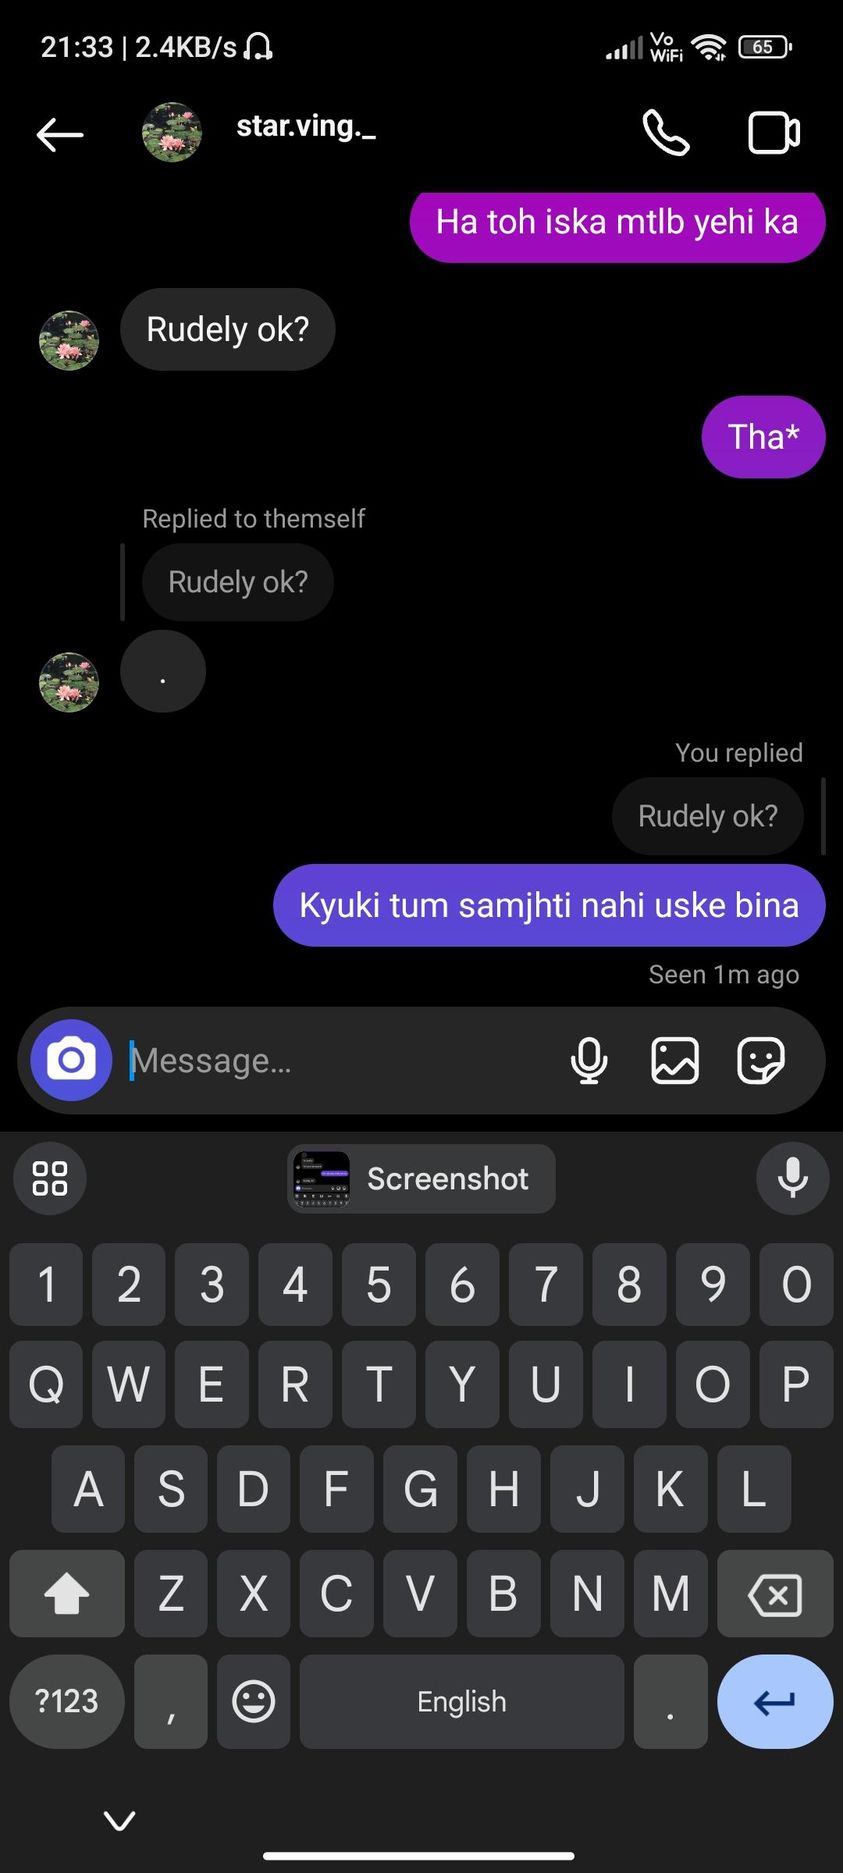 21:33 | 2.4KB/s
Vo
WiFi
65
star.ving._
Ha toh iska mtlb yehi ka
Rudely ok?
Tha*
Replied to themself
Rudely ok?
.
You replied
Rudely ok?
Kyuki tum samjhti nahi uske bina
Seen 1m ago
Message...
Screenshot
1 2 3 4 5 6 7 8 9 0
Q W E R T Y U I O P
A S D F G H J K L
Z X C V B N M
?123 , English .